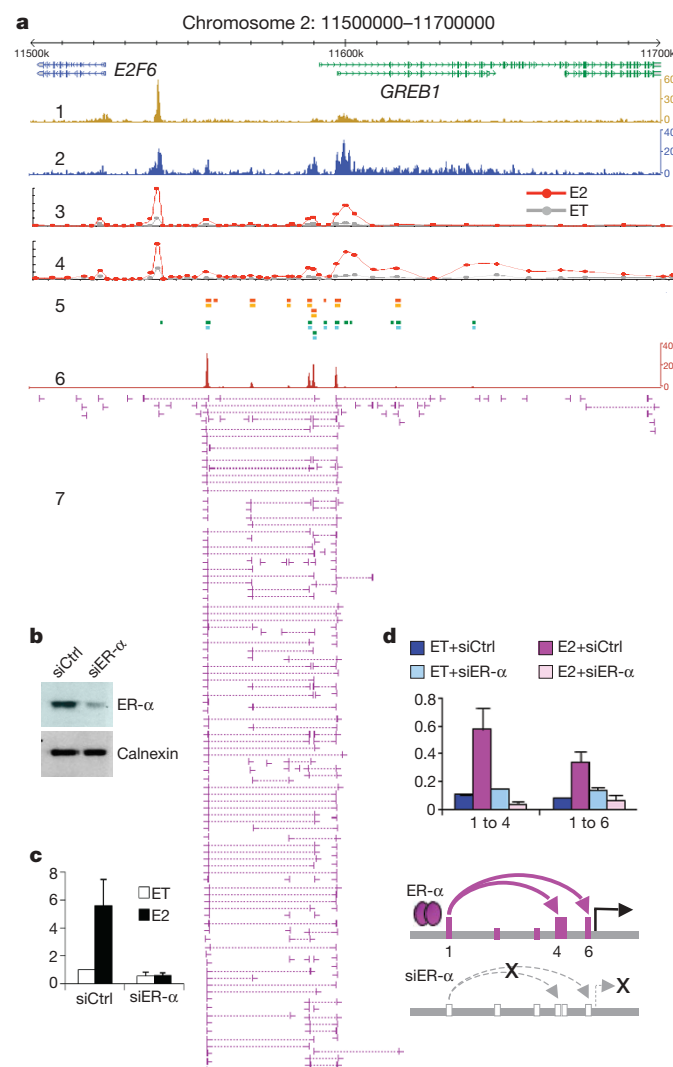 a
Chromosome 2: 11500000–11700000
11500k 11600k 11700k
E2F6
GREB1
1
60
30
0
2
40
20
0
3
E2
ET
4
5
6
40
20
0
7
b
siCtrl siER-α
ER-α
Calnexin
c
8
6
4
2
0
ET
E2
siCtrl siER-α
d
ET+siCtrl E2+siCtrl
ET+siER-α E2+siER-α
0.8
0.6
0.4
0.2
0
1 to 4 1 to 6
ER-α
1 4 6
siER-α
X
X